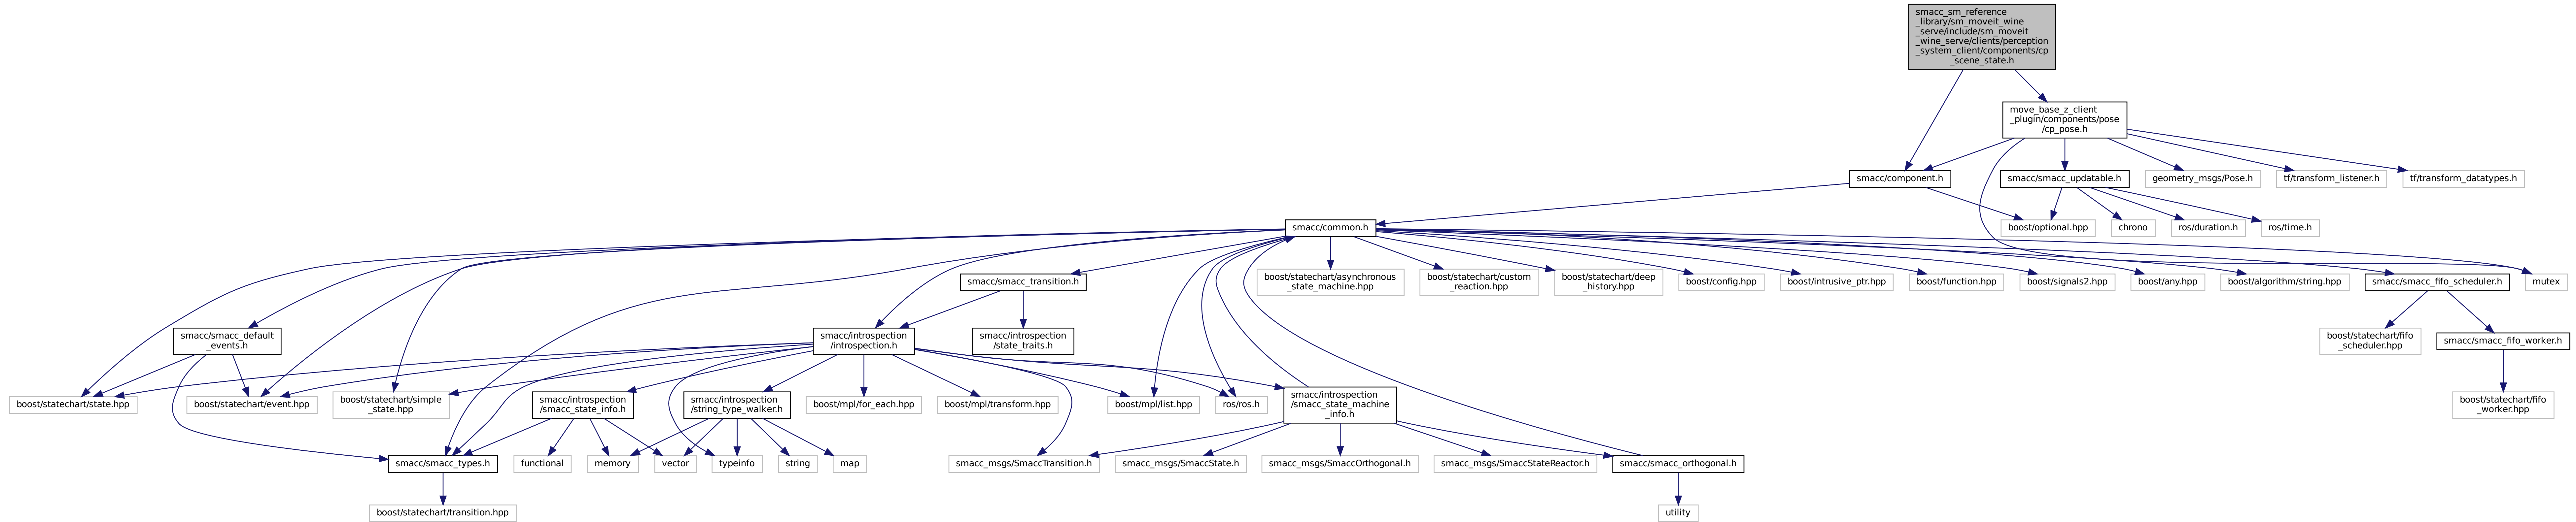 smacc_sm_reference
_library/sm_moveit_wine
_serve/include/sm_moveit
_wine_serve/clients/perception
_system_client/components/cp
_scene_state.h
move_base_z_client
_plugin/components/pose
/cp_pose.h
smacc/component.h
smacc/smacc_updatable.h
geometry_msgs/Pose.h
tf/transform_listener.h
tf/transform_datatypes.h
smacc/common.h
boost/optional.hpp
chrono
ros/duration.h
ros/time.h
smacc/smacc_transition.h
boost/statechart/asynchronous
_state_machine.hpp
boost/statechart/custom
_reaction.hpp
boost/statechart/deep
_history.hpp
boost/config.hpp
boost/intrusive_ptr.hpp
boost/function.hpp
boost/signals2.hpp
boost/any.hpp
boost/algorithm/string.hpp
smacc/smacc_fifo_scheduler.h
mutex
smacc/smacc_default
_events.h
smacc/introspection
/introspection.h
smacc/introspection
/state_traits.h
boost/statechart/fifo
_scheduler.hpp
smacc/smacc_fifo_worker.h
boost/statechart/state.hpp
boost/statechart/event.hpp
boost/statechart/simple
_state.hpp
smacc/introspection
/smacc_state_info.h
smacc/introspection
/string_type_walker.h
boost/mpl/for_each.hpp
boost/mpl/transform.hpp
boost/mpl/list.hpp
ros/ros.h
smacc/introspection
/smacc_state_machine
_info.h
boost/statechart/fifo
_worker.hpp
smacc/smacc_types.h
functional
memory
vector
typeinfo
string
map
smacc_msgs/SmaccTransition.h
smacc_msgs/SmaccState.h
smacc_msgs/SmaccOrthogonal.h
smacc_msgs/SmaccStateReactor.h
smacc/smacc_orthogonal.h
boost/statechart/transition.hpp
utility